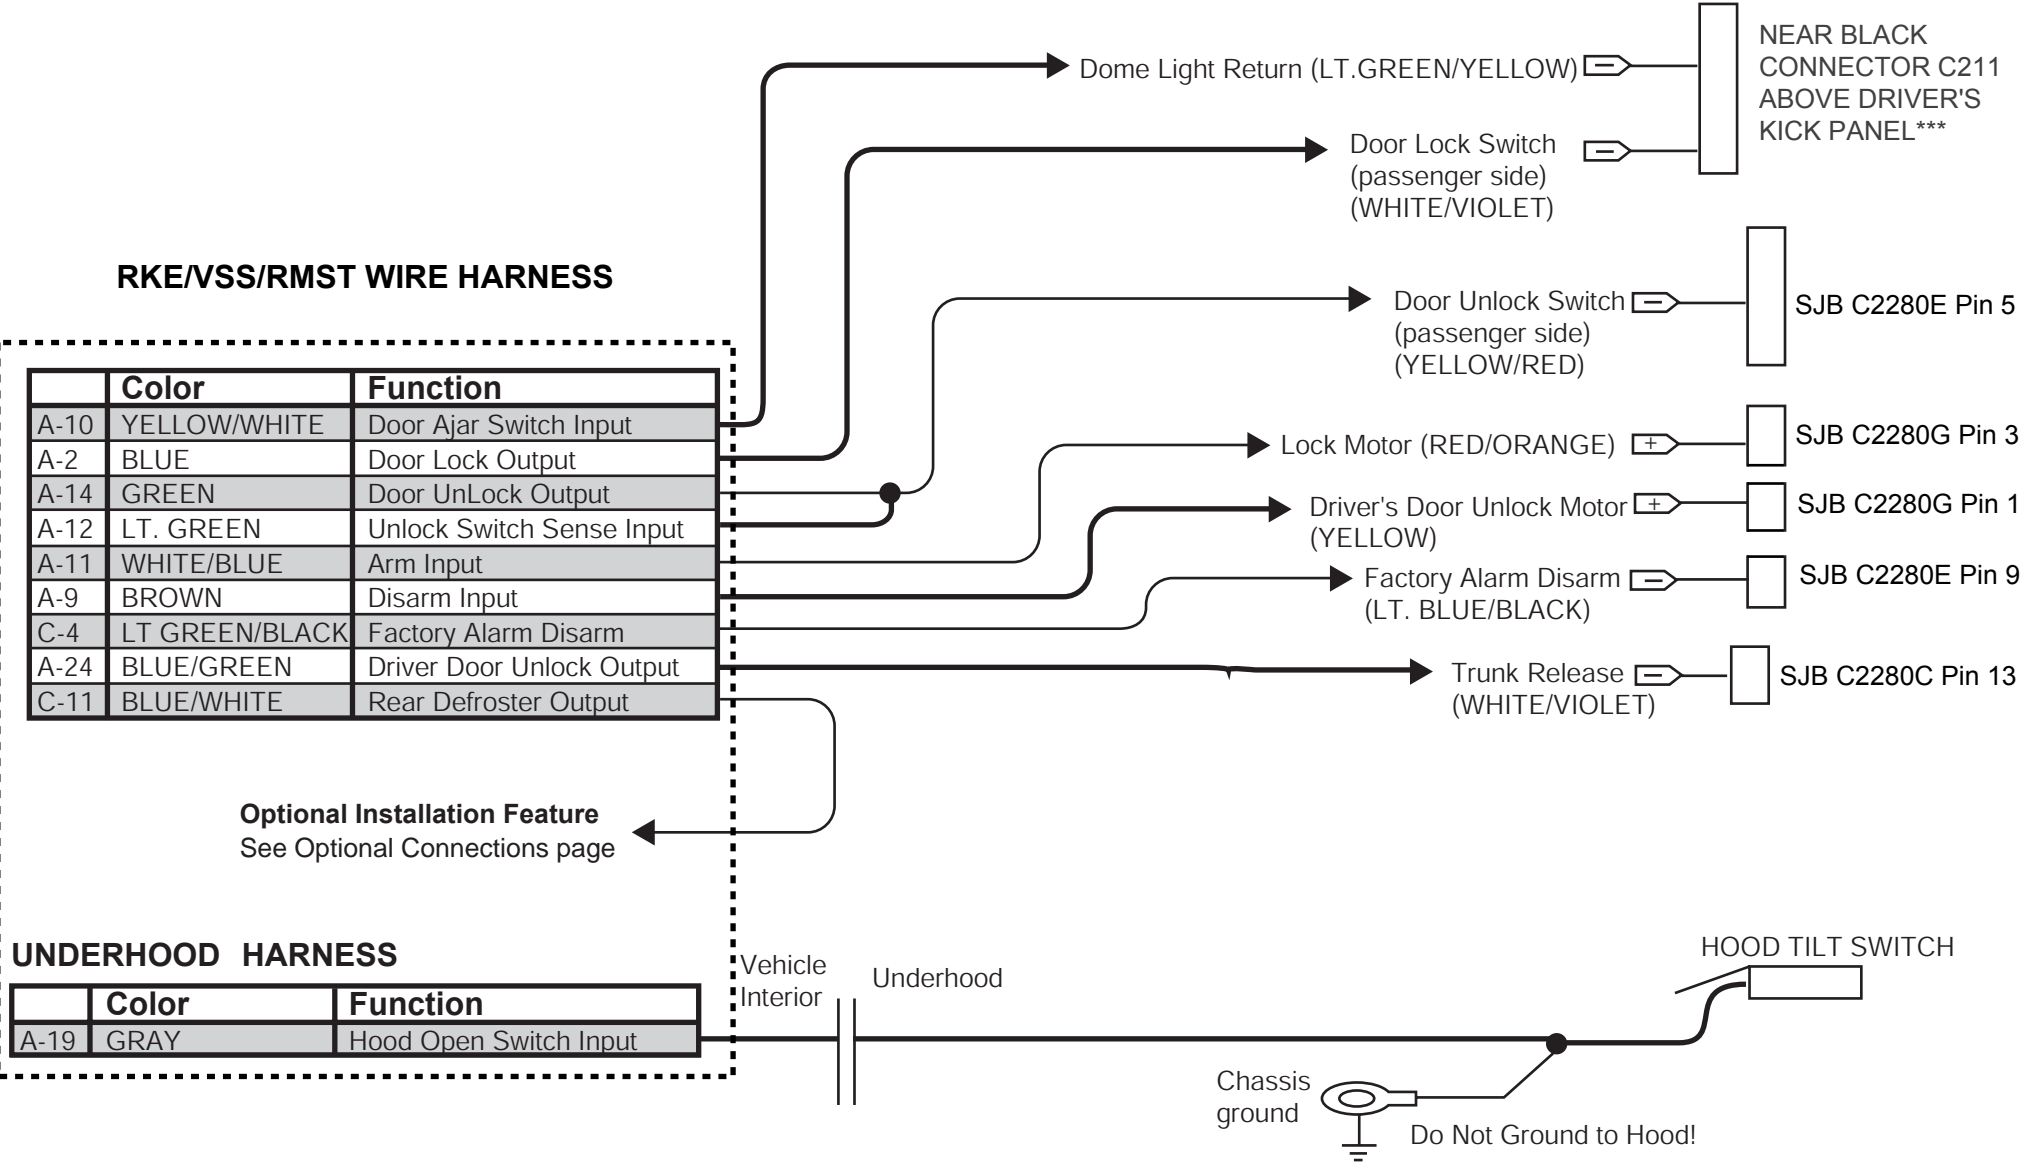 Dome Light Return (LT.GREEN/YELLOW) −
NEAR BLACK
CONNECTOR C211
ABOVE DRIVER'S
KICK PANEL***
Door Lock Switch −
(passenger side)
(WHITE/VIOLET)
RKE/VSS/RMST WIRE HARNESS
Door Unlock Switch − SJB C2280E Pin 5
(passenger side)
(YELLOW/RED)
Color Function
A-10 YELLOW/WHITE Door Ajar Switch Input
A-2 BLUE Door Lock Output
A-14 GREEN Door UnLock Output
A-12 LT. GREEN Unlock Switch Sense Input
A-11 WHITE/BLUE Arm Input
A-9 BROWN Disarm Input
C-4 LT GREEN/BLACK Factory Alarm Disarm
A-24 BLUE/GREEN Driver Door Unlock Output
C-11 BLUE/WHITE Rear Defroster Output
Lock Motor (RED/ORANGE) + SJB C2280G Pin 3
Driver's Door Unlock Motor + SJB C2280G Pin 1
(YELLOW)
Factory Alarm Disarm − SJB C2280E Pin 9
(LT. BLUE/BLACK)
Trunk Release − SJB C2280C Pin 13
(WHITE/VIOLET)
Optional Installation Feature
See Optional Connections page
UNDERHOOD HARNESS
Color Function
A-19 GRAY Hood Open Switch Input
Vehicle
Interior
Underhood
HOOD TILT SWITCH
Chassis
ground
Do Not Ground to Hood!